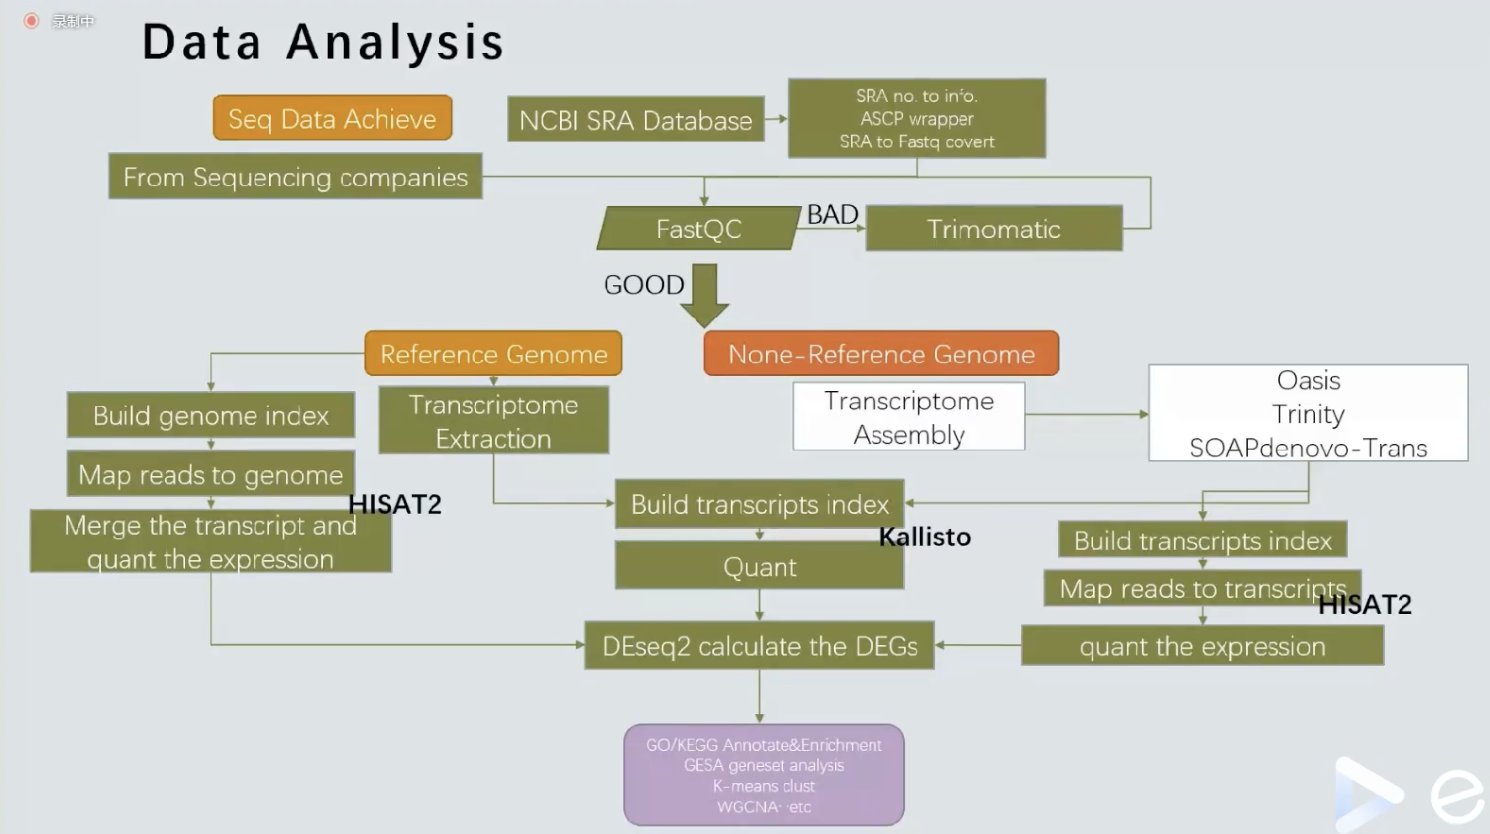 录制中
Data Analysis
Seq Data Achieve
NCBI SRA Database
SRA no. to info.
ASCP wrapper
SRA to Fastq covert
From Sequencing companies
FastQC
BAD
Trimomatic
GOOD
Reference Genome
None-Reference Genome
Build genome index
Transcriptome
Extraction
Transcriptome
Assembly
Oasis
Trinity
SOAPdenovo-Trans
Map reads to genome
HISAT2
Merge the transcript and
quant the expression
Build transcripts index
Kallisto
Quant
Build transcripts index
Map reads to transcripts
HISAT2
quant the expression
DEseq2 calculate the DEGs
GO/KEGG Annotate&Enrichment
GESA geneset analysis
K-means clust
WGCNA··etc
e